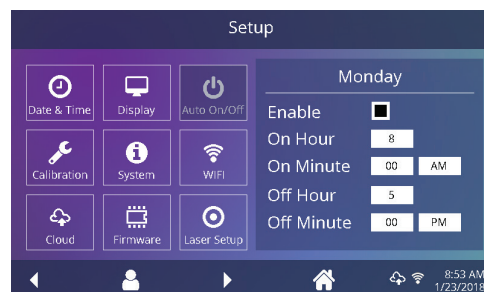 Setup
Date & Time
Display
Auto On/Off
Calibration
System
WIFI
Cloud
Firmware
Laser Setup
Monday
Enable
On Hour 8
On Minute 00 AM
Off Hour 5
Off Minute 00 PM
8:53 AM
1/23/2018